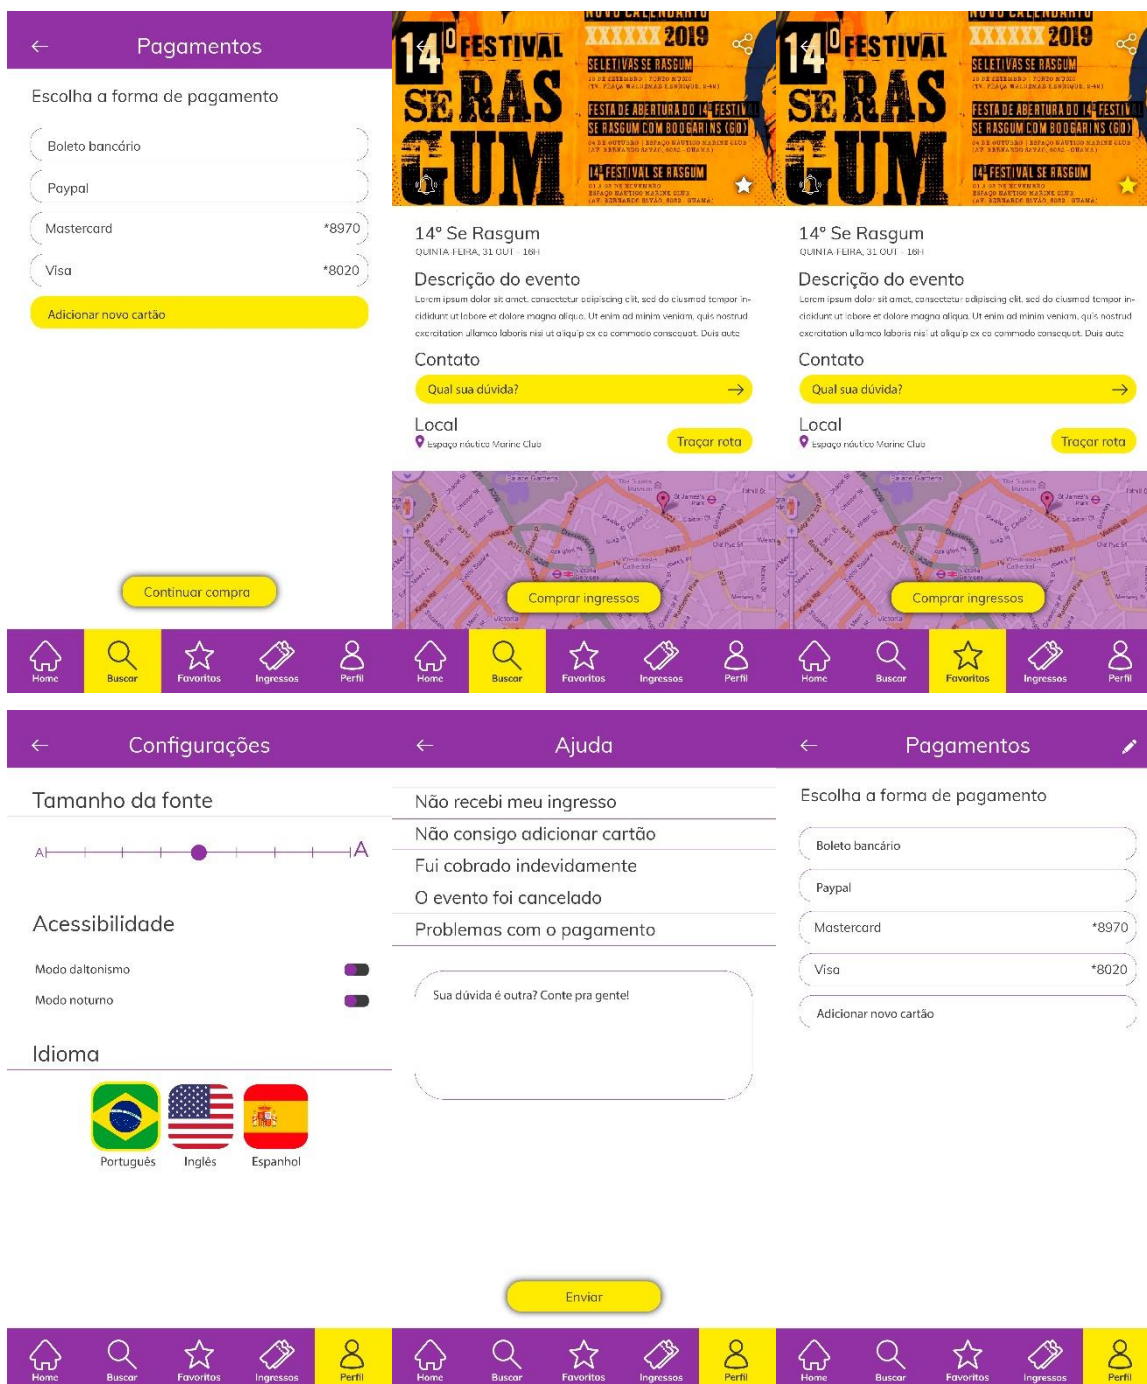 Pagamentos
Escolha a forma de pagamento
Boleto bancário
Paypal
Mastercard *8970
Visa *8020
Adicionar novo cartão
Continuar compra
Home Buscar Favoritos Ingressos Perfil
14º FESTIVAL
SE RASGUM
NOVO CALENDÁRIO
XXXXXX 2019
SELETIVAS SE RASGUM
FESTA DE ABERTURA DO 14º FESTIVAL
SE RASGUM COM BOOGARINS (GO)
14º FESTIVAL SE RASGUM
14º Se Rasgum
QUINTA-FEIRA, 31 OUT - 16H
Descrição do evento
Lorem ipsum dolor sit amet, consectetur adipiscing elit, sed do eiusmod tempor in-
cididunt ut labore et dolore magna aliqua. Ut enim ad minim veniam, quis nostrud
exercitation ullamco laboris nisi ut aliquip ex ea commodo consequat. Duis aute
Contato
Qual sua dúvida?
Local
Espaço náutico Marine Club
Traçar rota
Victoria
Comprar ingressos
Home Buscar Favoritos Ingressos Perfil
14º FESTIVAL
SE RASGUM
NOVO CALENDÁRIO
XXXXXX 2019
SELETIVAS SE RASGUM
FESTA DE ABERTURA DO 14º FESTIVAL
SE RASGUM COM BOOGARINS (GO)
14º FESTIVAL SE RASGUM
14º Se Rasgum
QUINTA-FEIRA, 31 OUT - 16H
Descrição do evento
Lorem ipsum dolor sit amet, consectetur adipiscing elit, sed do eiusmod tempor in-
cididunt ut labore et dolore magna aliqua. Ut enim ad minim veniam, quis nostrud
exercitation ullamco laboris nisi ut aliquip ex ea commodo consequat. Duis aute
Contato
Qual sua dúvida?
Local
Espaço náutico Marine Club
Traçar rota
Victoria
Comprar ingressos
Home Buscar Favoritos Ingressos Perfil
Configurações
Tamanho da fonte
A A
Acessibilidade
Modo daltonismo
Modo noturno
Idioma
Português Inglês Espanhol
Home Buscar Favoritos Ingressos Perfil
Ajuda
Não recebi meu ingresso
Não consigo adicionar cartão
Fui cobrado indevidamente
O evento foi cancelado
Problemas com o pagamento
Sua dúvida é outra? Conte pra gente!
Enviar
Home Buscar Favoritos Ingressos Perfil
Pagamentos
Escolha a forma de pagamento
Boleto bancário
Paypal
Mastercard *8970
Visa *8020
Adicionar novo cartão
Home Buscar Favoritos Ingressos Perfil